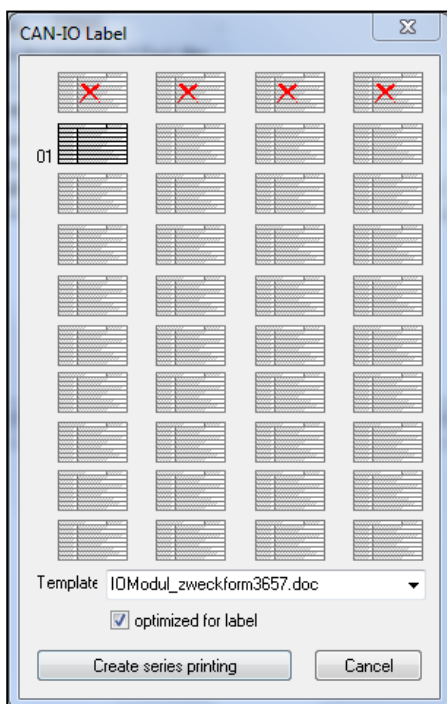 CAN-IO Label
01
Template IOModul_zweckform3657.doc
optimized for label
Create series printing Cancel